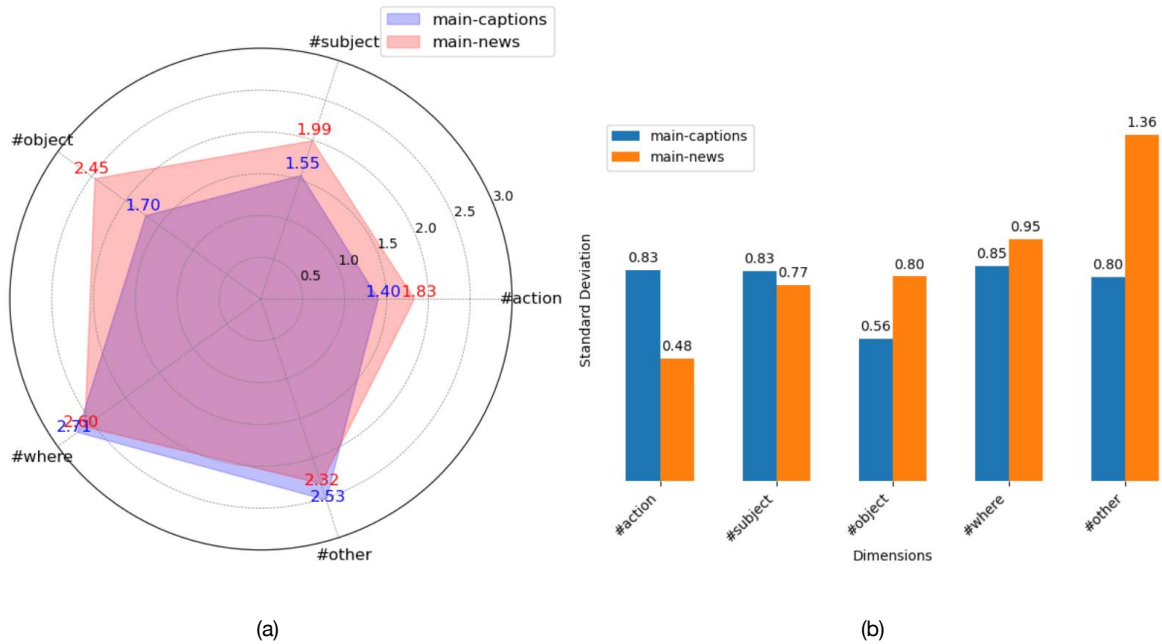 main-captions
main-news
#subject
1.99
#object
2.45
1.55
1.70
3.0
2.5
2.0
1.5
1.0
0.5
1.40
1.83
#action
2.60
2.71
#where
2.32
2.53
#other
(a)
main-captions
main-news
Standard Deviation
0.83
0.48
0.83
0.77
0.56
0.80
0.85
0.95
0.80
1.36
#action
#subject
#object
#where
#other
Dimensions
(b)